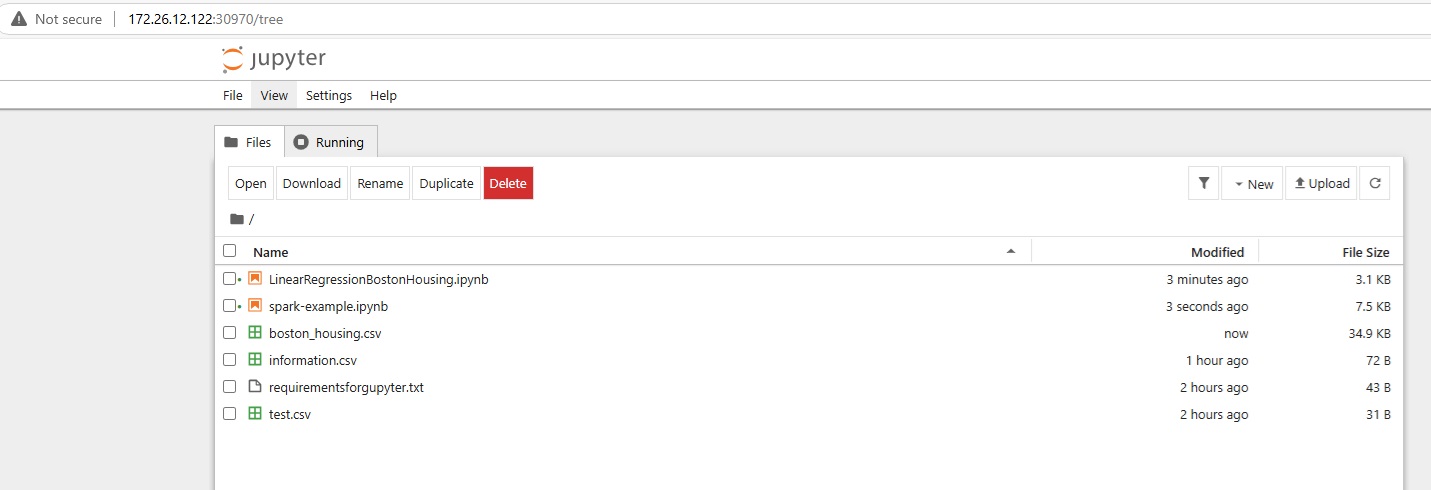 Not secure 172.26.12.122:30970/tree
jupyter
File View Settings Help
Files Running
Open Download Rename Duplicate Delete New Upload
/
Name Modified File Size
LinearRegressionBostonHousing.ipynb 3 minutes ago 3.1 KB
spark-example.ipynb 3 seconds ago 7.5 KB
boston_housing.csv now 34.9 KB
information.csv 1 hour ago 72 B
requirementsforgupyter.txt 2 hours ago 43 B
test.csv 2 hours ago 31 B